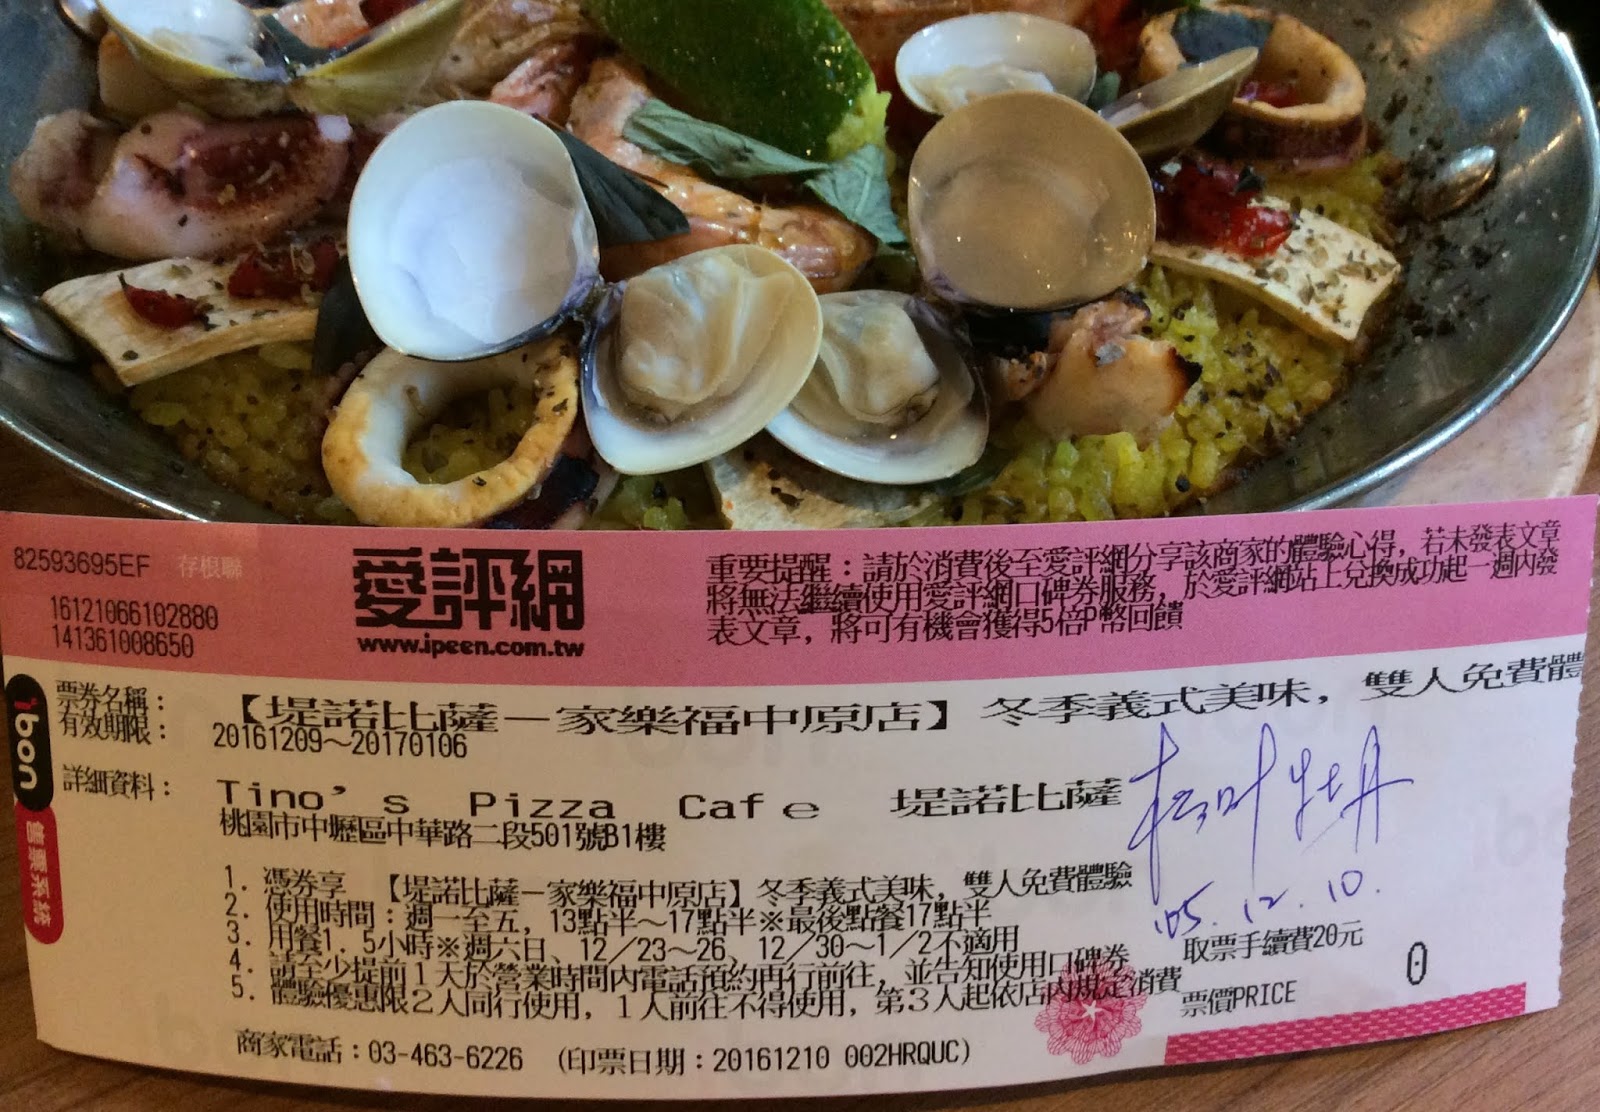 82593695EF 存根聯
16121066102880
141361008650
愛評網
www.ipeen.com.tw
重要提醒：請於消費後至愛評網分享該商家的體驗心得，若未發表文章
將無法繼續使用愛評網口碑券服務，於愛評網站上兌換成功起一週內發
表文章，將可有機會獲得5倍P幣回饋
ibon
售票系統
票券名稱：【堤諾比薩－家樂福中原店】冬季義式美味，雙人免費體
有效期限：20161209～20170106
詳細資料：Tino's Pizza Cafe 堤諾比薩
桃園市中壢區中華路二段501號B1樓
1. 憑券享 【堤諾比薩－家樂福中原店】冬季義式美味，雙人免費體驗
2. 使用時間：週一至五，13點半～17點半※最後點餐17點半
3. 用餐1.5小時※週六日、12／23～26、12／30～1／2不適用
4. 請至少提前1天於營業時間內電話預約再行前往，並告知使用口碑券
5. 體驗優惠限2人同行使用，1人前往不得使用，第3人起依店內規定消費
商家電話：03-463-6226 (印票日期：20161210 002HRQUC)
牡丹
105.12.10.
取票手續費20元
票價PRICE 0